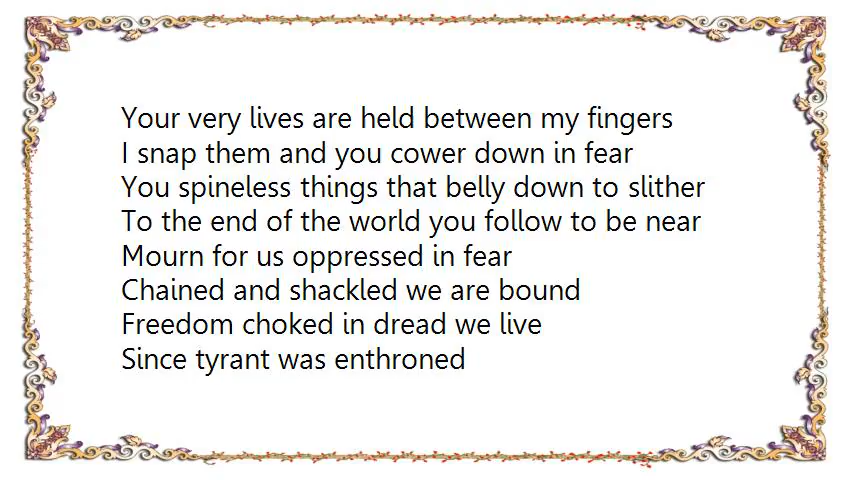 Your very lives are held between my fingers
I snap them and you cower down in fear
You spineless things that belly down to slither
To the end of the world you follow to be near
Mourn for us oppressed in fear
Chained and shackled we are bound
Freedom choked in dread we live
Since tyrant was enthroned